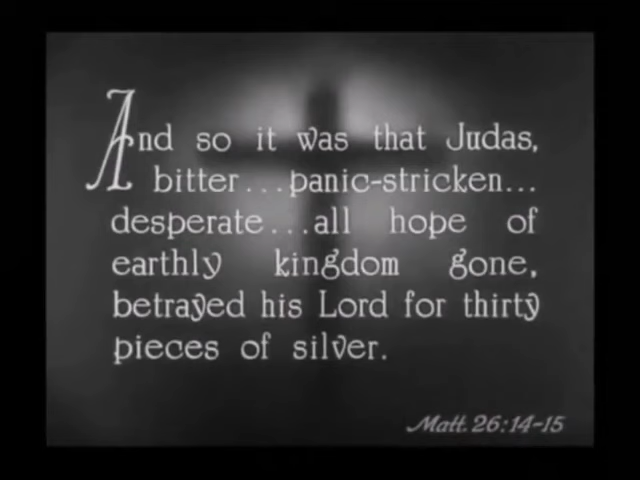 And so it was that Judas,
bitter...panic-stricken...
desperate...all hope of
earthly kingdom gone,
betrayed his Lord for thirty
pieces of silver.
Matt. 26:14-15